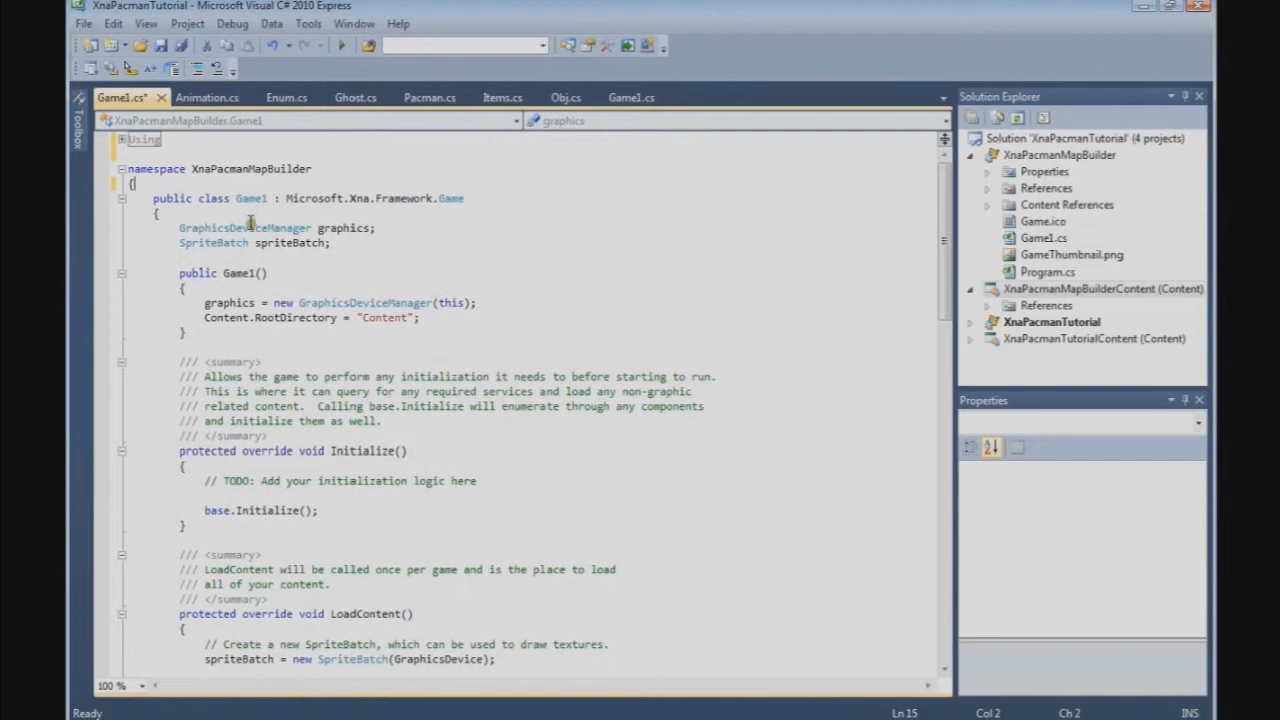 XnaPacmanTutorial - Microsoft Visual C# 2010 Express
File Edit View Project Debug Data Tools Window Help
Toolbox
Game1.cs* Animation.cs Enum.cs Ghost.cs Pacman.cs Items.cs Obj.cs Game1.cs
XnaPacmanMapBuilder.Game1 graphics
Using
namespace XnaPacmanMapBuilder
{
public class Game1 : Microsoft.Xna.Framework.Game
{
GraphicsDeviceManager graphics;
SpriteBatch spriteBatch;
public Game1()
{
graphics = new GraphicsDeviceManager(this);
Content.RootDirectory = "Content";
}
/// <summary>
/// Allows the game to perform any initialization it needs to before starting to run.
/// This is where it can query for any required services and load any non-graphic
/// related content.  Calling base.Initialize will enumerate through any components
/// and initialize them as well.
/// </summary>
protected override void Initialize()
{
// TODO: Add your initialization logic here
base.Initialize();
}
/// <summary>
/// LoadContent will be called once per game and is the place to load
/// all of your content.
/// </summary>
protected override void LoadContent()
{
// Create a new SpriteBatch, which can be used to draw textures.
spriteBatch = new SpriteBatch(GraphicsDevice);
100 %
Solution Explorer
Solution 'XnaPacmanTutorial' (4 projects)
XnaPacmanMapBuilder
Properties
References
Content References
Game.ico
Game1.cs
GameThumbnail.png
Program.cs
XnaPacmanMapBuilderContent (Content)
References
XnaPacmanTutorial
XnaPacmanTutorialContent (Content)
Properties
Ready Ln 15 Col 2 Ch 2 INS